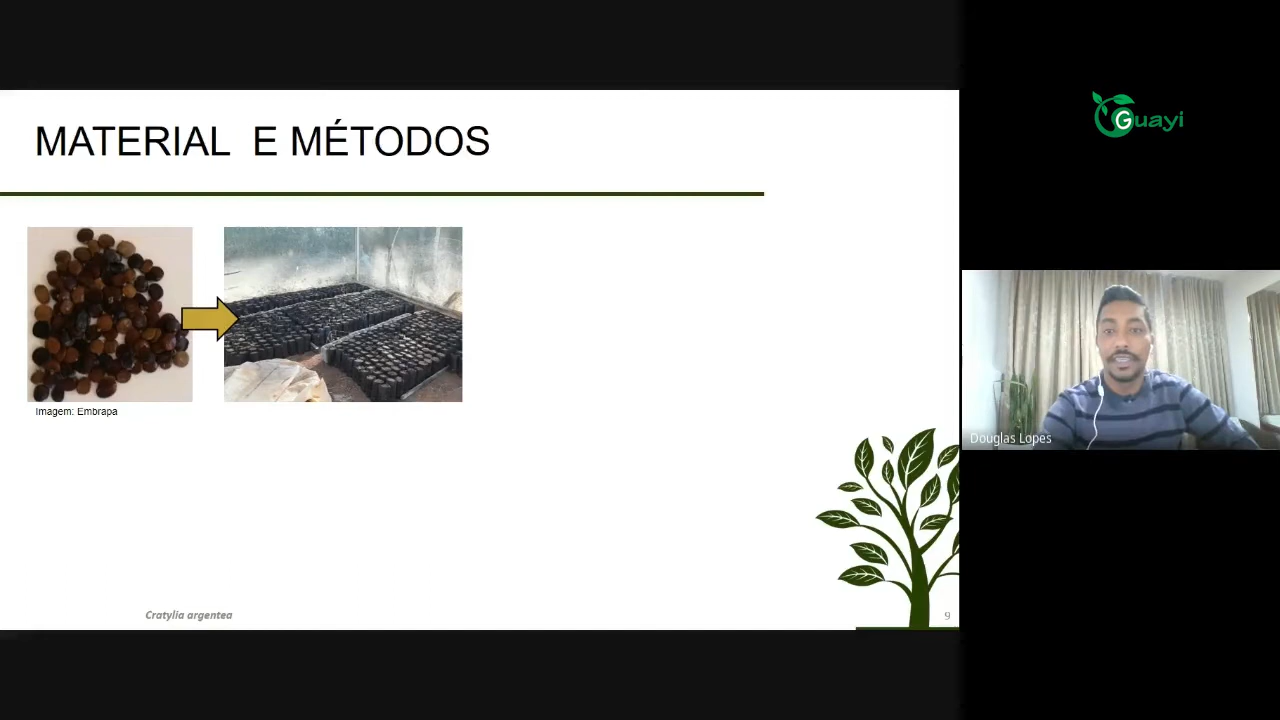 MATERIAL E MÉTODOS
Imagem: Embrapa
Cratylia argentea
9
Guayi
Douglas Lopes